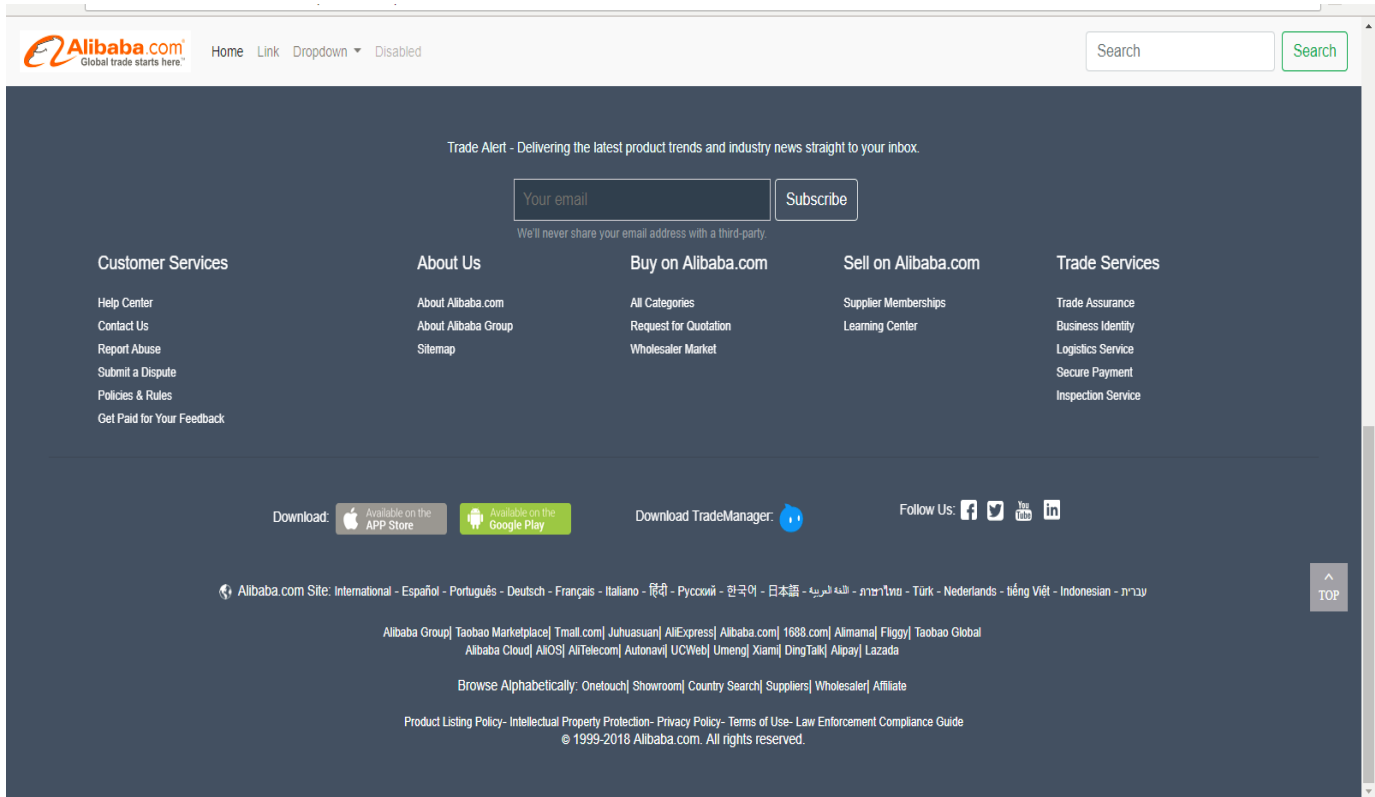 Alibaba.com
Global trade starts here.™
Home Link Dropdown Disabled
Search Search
Trade Alert - Delivering the latest product trends and industry news straight to your inbox.
Your email Subscribe
We'll never share your email address with a third-party.
Customer Services About Us Buy on Alibaba.com Sell on Alibaba.com Trade Services
Help Center About Alibaba.com All Categories Supplier Memberships Trade Assurance
Contact Us About Alibaba Group Request for Quotation Learning Center Business Identity
Report Abuse Sitemap Wholesaler Market Logistics Service
Submit a Dispute Secure Payment
Policies & Rules Inspection Service
Get Paid for Your Feedback
Download: Available on the APP Store Available on the Google Play Download TradeManager: Follow Us: f You Tube in
Alibaba.com Site: International - Español - Português - Deutsch - Français - Italiano - हिंदी - Русский - 한국어 - 日本語 - اللغة العربية - ภาษาไทย - Türk - Nederlands - tiếng Việt - Indonesian - עברית
TOP
Alibaba Group| Taobao Marketplace| Tmall.com| Juhuasuan| AliExpress| Alibaba.com| 1688.com| Alimama| Fliggy| Taobao Global
Alibaba Cloud| AliOS| AliTelecom| Autonavi| UCWeb| Umeng| Xiami| DingTalk| Alipay| Lazada
Browse Alphabetically: Onetouch| Showroom| Country Search| Suppliers| Wholesaler| Affiliate
Product Listing Policy- Intellectual Property Protection- Privacy Policy- Terms of Use- Law Enforcement Compliance Guide
© 1999-2018 Alibaba.com. All rights reserved.